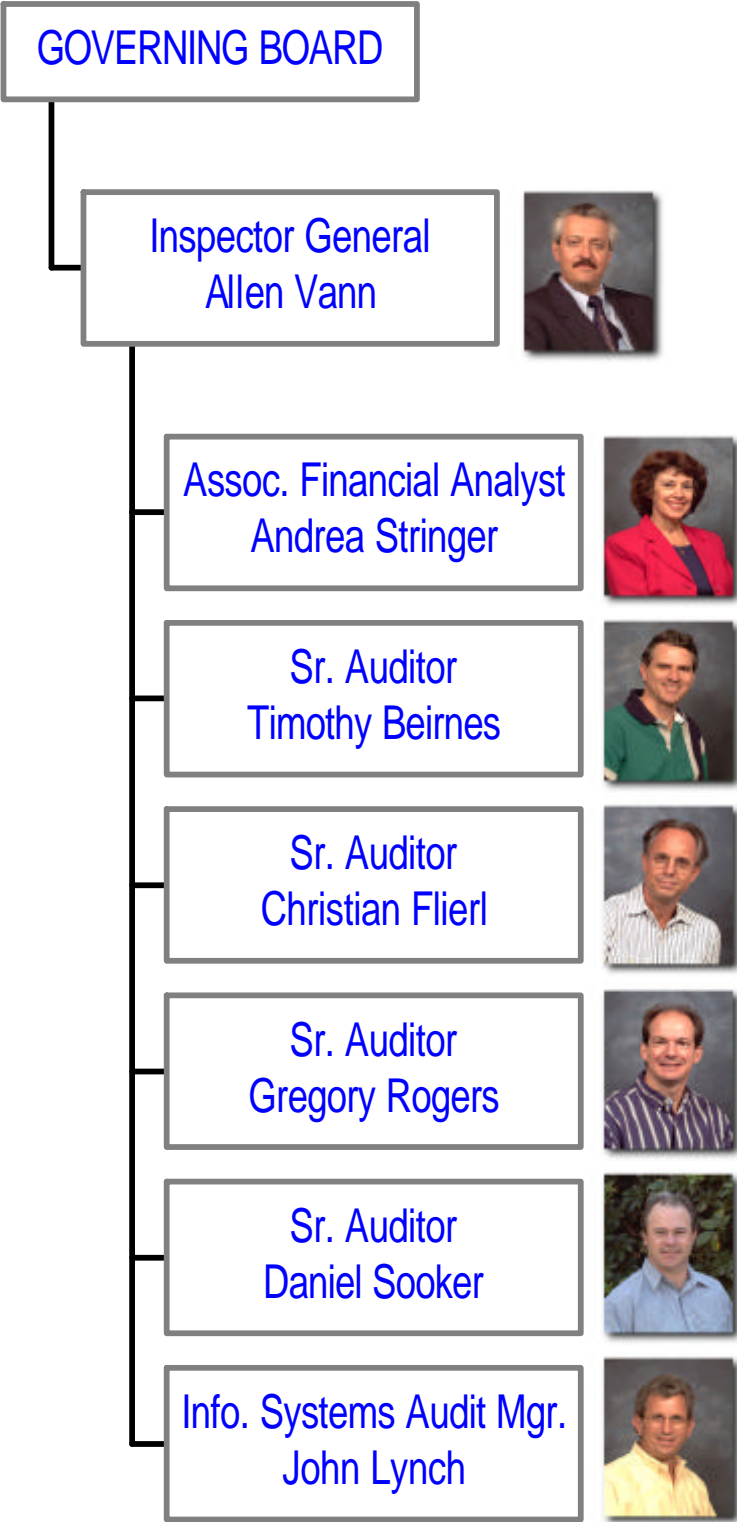 GOVERNING BOARD
Inspector General
Allen Vann
Assoc. Financial Analyst
Andrea Stringer
Sr. Auditor
Timothy Beirnes
Sr. Auditor
Christian Flierl
Sr. Auditor
Gregory Rogers
Sr. Auditor
Daniel Sooker
Info. Systems Audit Mgr.
John Lynch